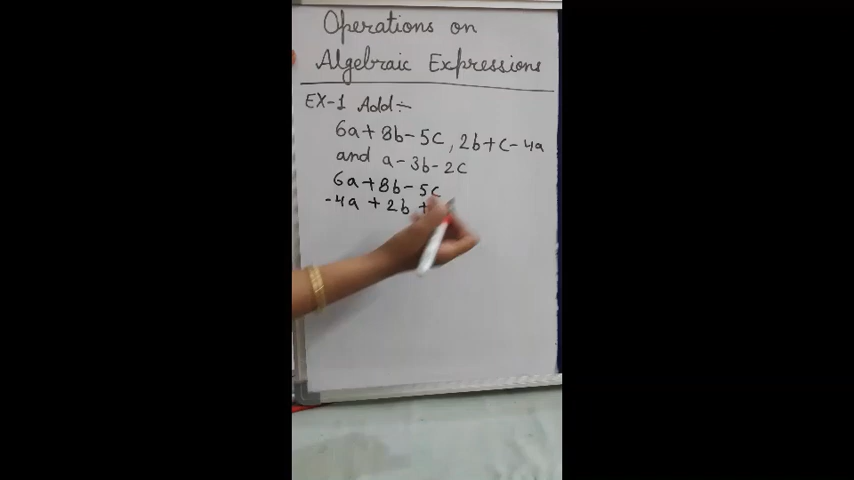 Operations on
Algebraic Expressions
EX-1 Add÷
6a+8b-5c, 2b+c-4a
and a-3b-2c
6a+8b-5c
-4a+2b+